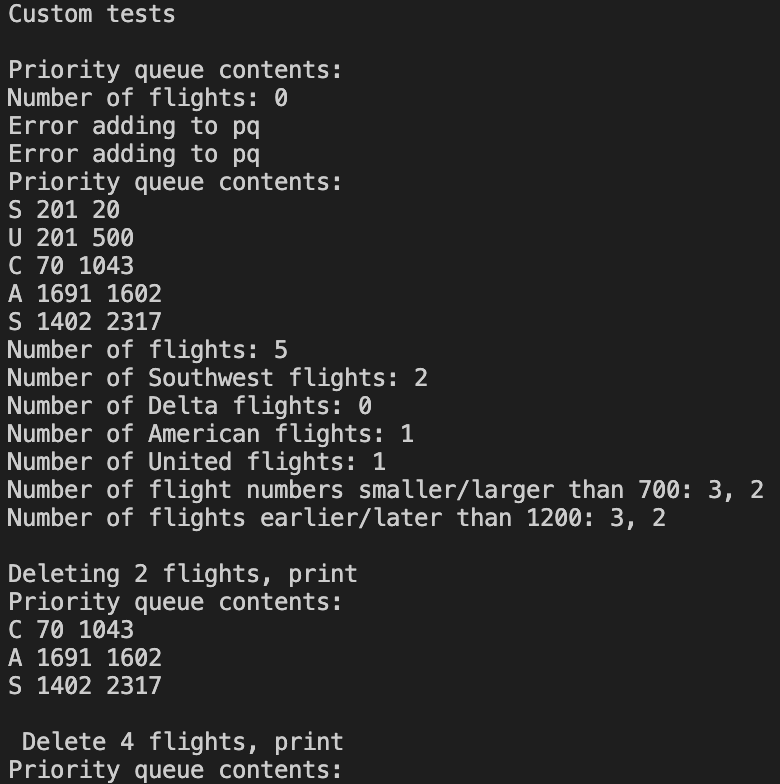 Custom tests
Priority queue contents:
Number of flights: 0
Error adding to pq
Error adding to pq
Priority queue contents:
S 201 20
U 201 500
C 70 1043
A 1691 1602
S 1402 2317
Number of flights: 5
Number of Southwest flights: 2
Number of Delta flights: 0
Number of American flights: 1
Number of United flights: 1
Number of flight numbers smaller/larger than 700: 3, 2
Number of flights earlier/later than 1200: 3, 2
Deleting 2 flights, print
Priority queue contents:
C 70 1043
A 1691 1602
S 1402 2317
Delete 4 flights, print
Priority queue contents: